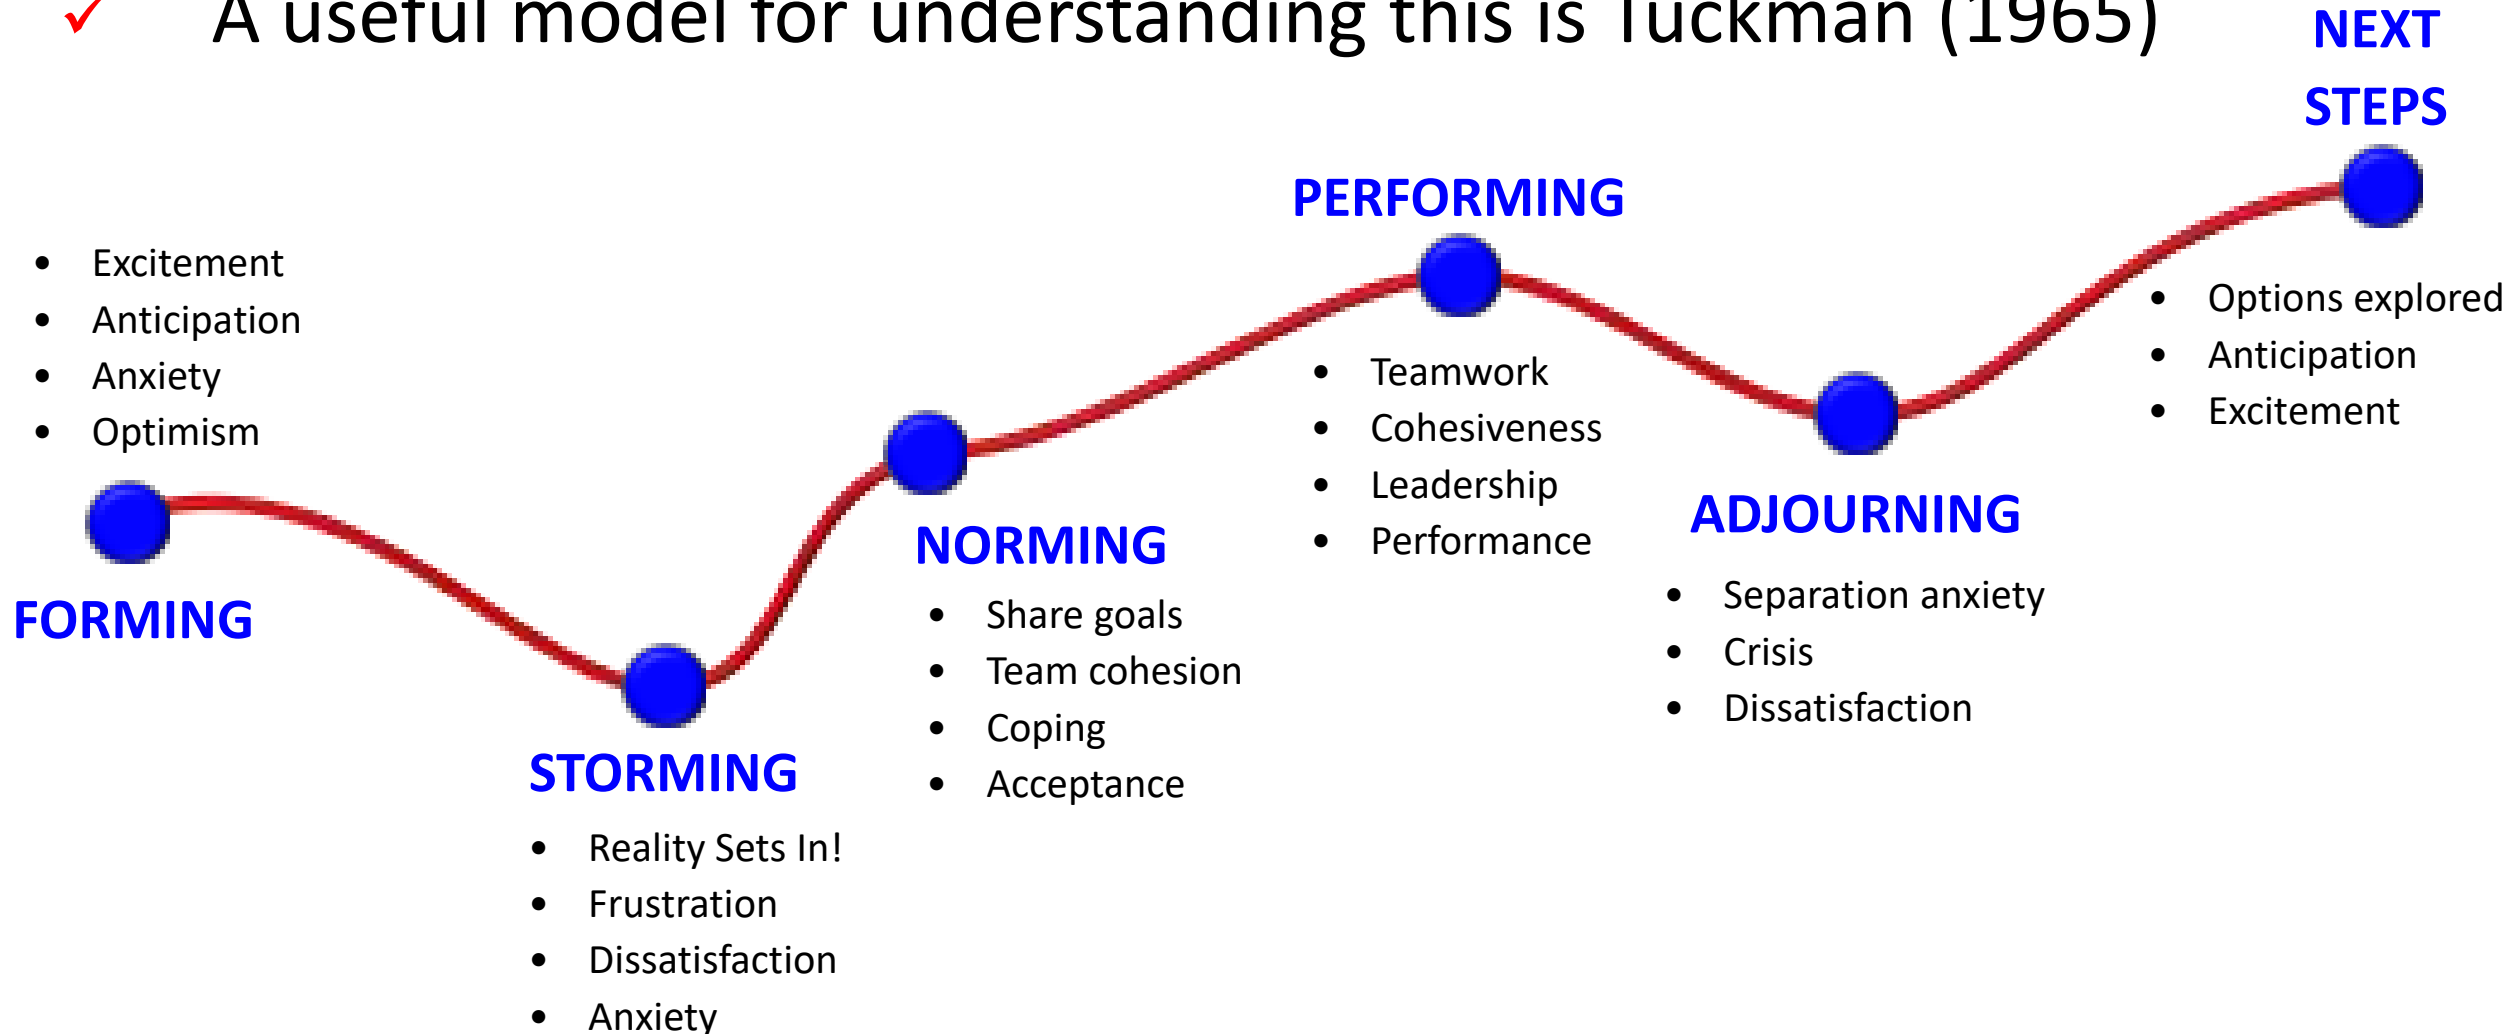 ✓ A useful model for understanding this is Tuckman (1965)
NEXT
STEPS
PERFORMING
• Excitement
• Anticipation
• Anxiety
• Optimism
FORMING
STORMING
• Reality Sets In!
• Frustration
• Dissatisfaction
• Anxiety
NORMING
• Share goals
• Team cohesion
• Coping
• Acceptance
• Teamwork
• Cohesiveness
• Leadership
• Performance
ADJOURNING
• Separation anxiety
• Crisis
• Dissatisfaction
• Options explored
• Anticipation
• Excitement